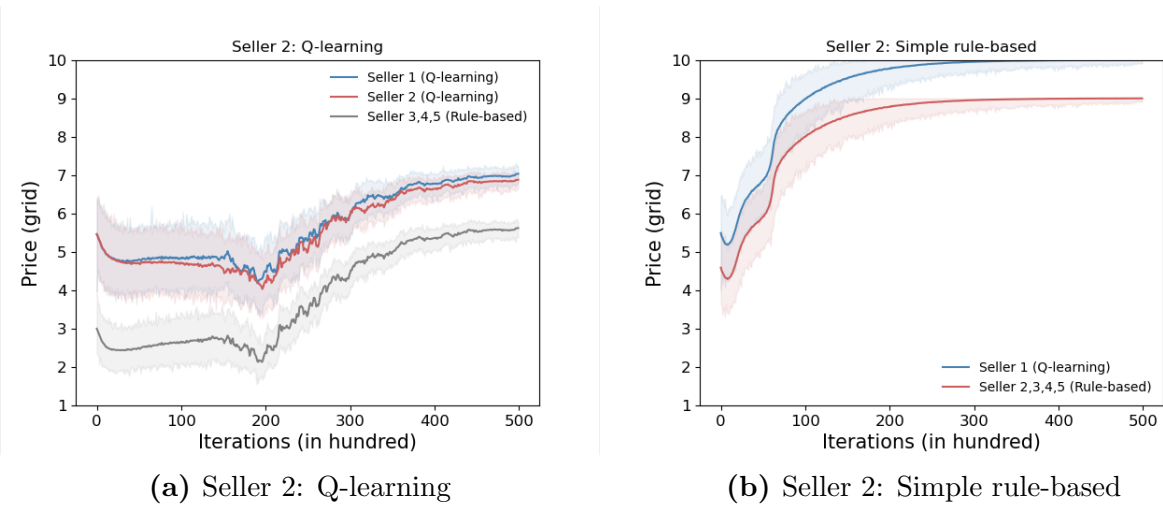 Seller 2: Q-learning
Seller 1 (Q-learning)
Seller 2 (Q-learning)
Seller 3,4,5 (Rule-based)
Price (grid)
10
9
8
7
6
5
4
3
2
1
0
100
200
300
400
500
Iterations (in hundred)
(a) Seller 2: Q-learning
Seller 2: Simple rule-based
Price (grid)
10
9
8
7
6
5
4
3
2
1
Seller 1 (Q-learning)
Seller 2,3,4,5 (Rule-based)
0
100
200
300
400
500
Iterations (in hundred)
(b) Seller 2: Simple rule-based